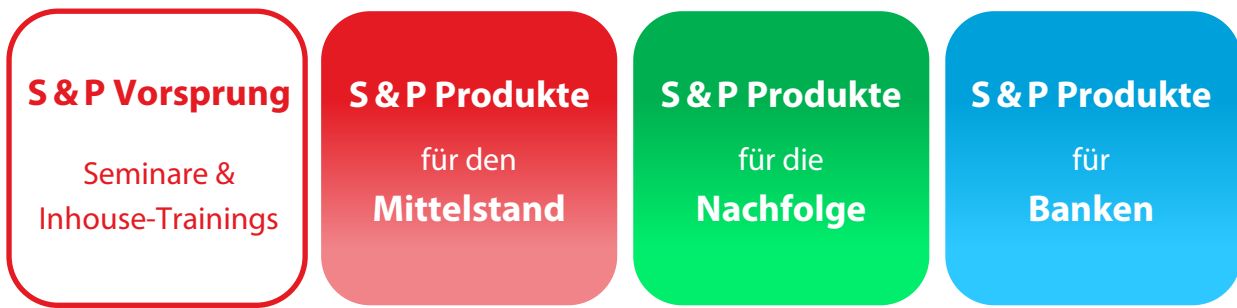 S & P Vorsprung
Seminare &
Inhouse-Trainings
S & P Produkte
für den
Mittelstand
S & P Produkte
für die
Nachfolge
S & P Produkte
für
Banken